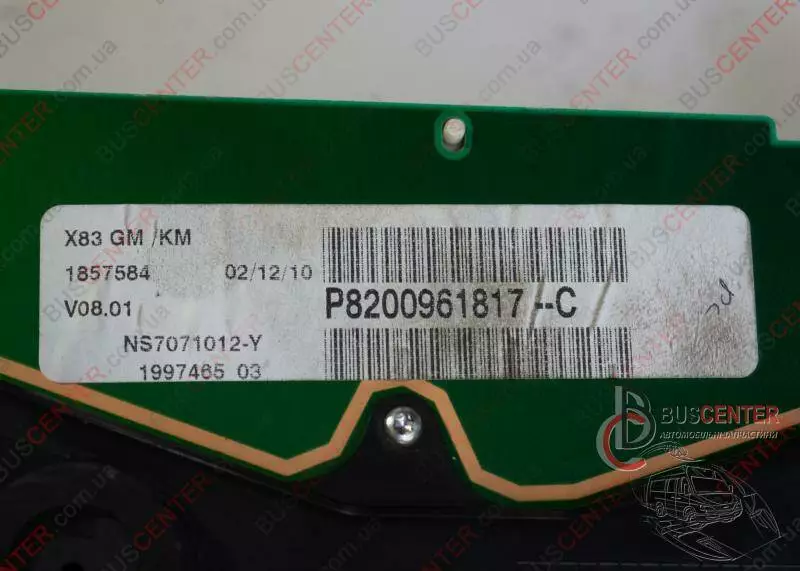 X83 GM /KM
1857584 02/12/10
V08.01
P8200961817--C
NS7071012-Y
1997465 03
BUSCENTER
АВТОМОБІЛЬНІ ЗАПЧАСТИНИ
BUSCENTER.com.ua